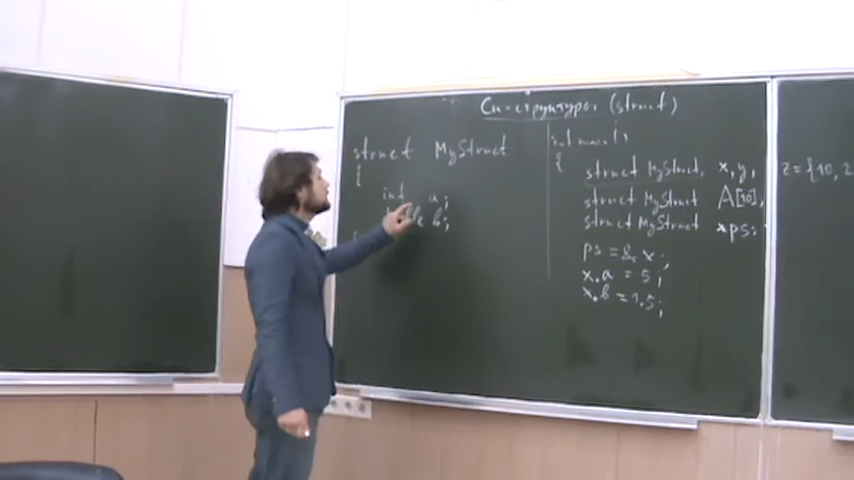 Си-структуры (struct)
struct MyStruct
{
int a;
b;
int main()
{
struct MyStruct x, y,
z = {10, 2
struct MyStruct A[10],
struct MyStruct *ps;
ps = &x;
x.a = 5;
x.b = 1.5;